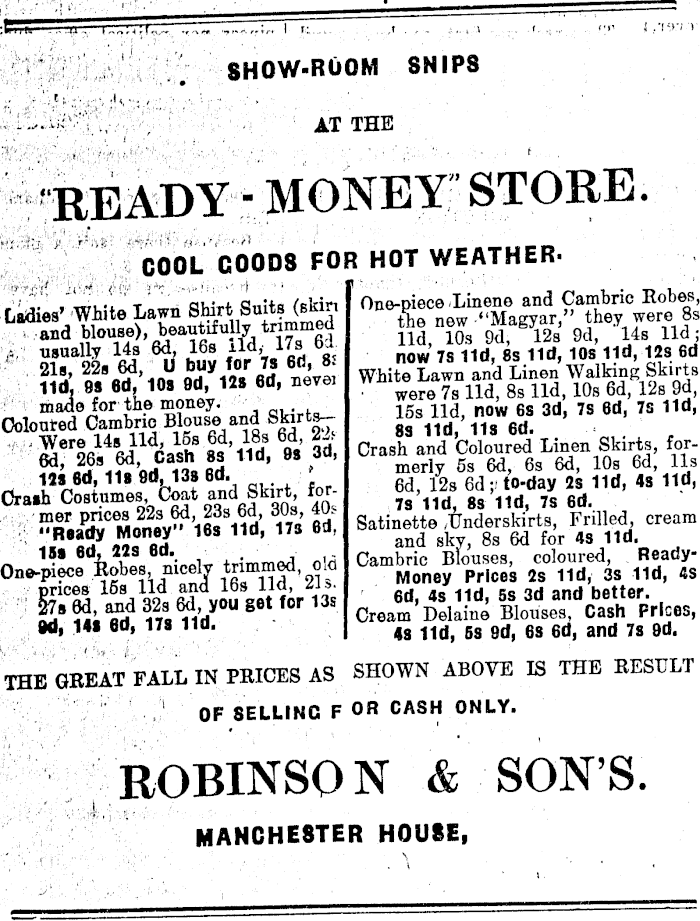 SHOW-ROOM SNIPS
AT THE
"READY - MONEY" STORE.
COOL GOODS FOR HOT WEATHER.
Ladies' White Lawn Shirt Suits (skirt
and blouse), beautifully trimmed
usually 14s 6d, 16s 11d, 17s 6d
21s, 22s 6d, U buy for 7s 6d, 8s
11d, 9s 6d, 10s 9d, 12s 6d, never
made for the money.
Coloured Cambric Blouse and Skirts—
Were 14s 11d, 15s 6d, 18s 6d, 22s
6d, 26s 6d, Cash 8s 11d, 9s 3d,
12s 6d, 11s 9d, 13s 6d.
Crash Costumes, Coat and Skirt, for-
mer prices 22s 6d, 23s 6d, 30s, 40s
"Ready Money" 16s 11d, 17s 6d,
15s 6d, 22s 6d.
One-piece Robes, nicely trimmed, old
prices 15s 11d and 16s 11d, 21s.
27s 6d, and 32s 6d, you get for 13s
9d, 14s 6d, 17s 11d.
One-piece Linene and Cambric Robes,
the new "Magyar," they were 8s
11d, 10s 9d, 12s 9d, 14s 11d;
now 7s 11d, 8s 11d, 10s 11d, 12s 6d
White Lawn and Linen Walking Skirts
were 7s 11d, 8s 11d, 10s 6d, 12s 9d,
15s 11d, now 6s 3d, 7s 6d, 7s 11d,
8s 11d, 11s 6d.
Crash and Coloured Linen Skirts, for-
merly 5s 6d, 6s 6d, 10s 6d, 11s
6d, 12s 6d; to-day 2s 11d, 4s 11d,
7s 11d, 8s 11d, 7s 6d.
Satinette Underskirts, Frilled, cream
and sky, 8s 6d for 4s 11d.
Cambric Blouses, coloured, Ready-
Money Prices 2s 11d, 3s 11d, 4s
6d, 4s 11d, 5s 3d and better.
Cream Delaine Blouses, Cash Prices,
4s 11d, 5s 9d, 6s 6d, and 7s 9d.
THE GREAT FALL IN PRICES AS SHOWN ABOVE IS THE RESULT
OF SELLING F OR CASH ONLY.
ROBINSON & SON'S.
MANCHESTER HOUSE,